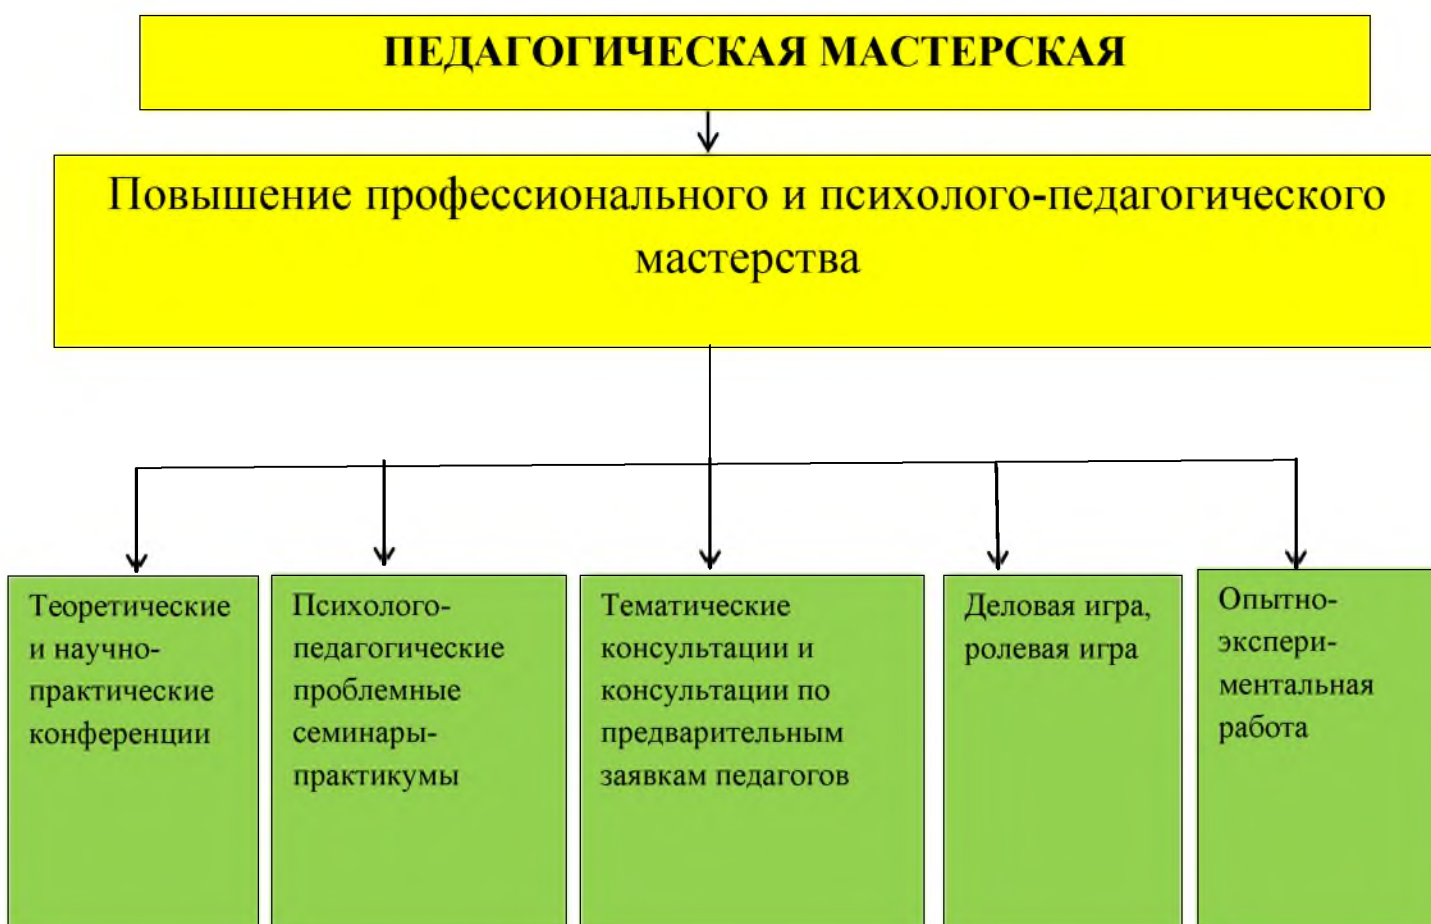 ПЕДАГОГИЧЕСКАЯ МАСТЕРСКАЯ
Повышение профессионального и психолого-педагогического
мастерства
Теоретические
и научно-
практические
конференции
Психолого-
педагогические
проблемные
семинары-
практикумы
Тематические
консультации и
консультации по
предварительным
заявкам педагогов
Деловая игра,
ролевая игра
Опытно-
экспери-
ментальная
работа